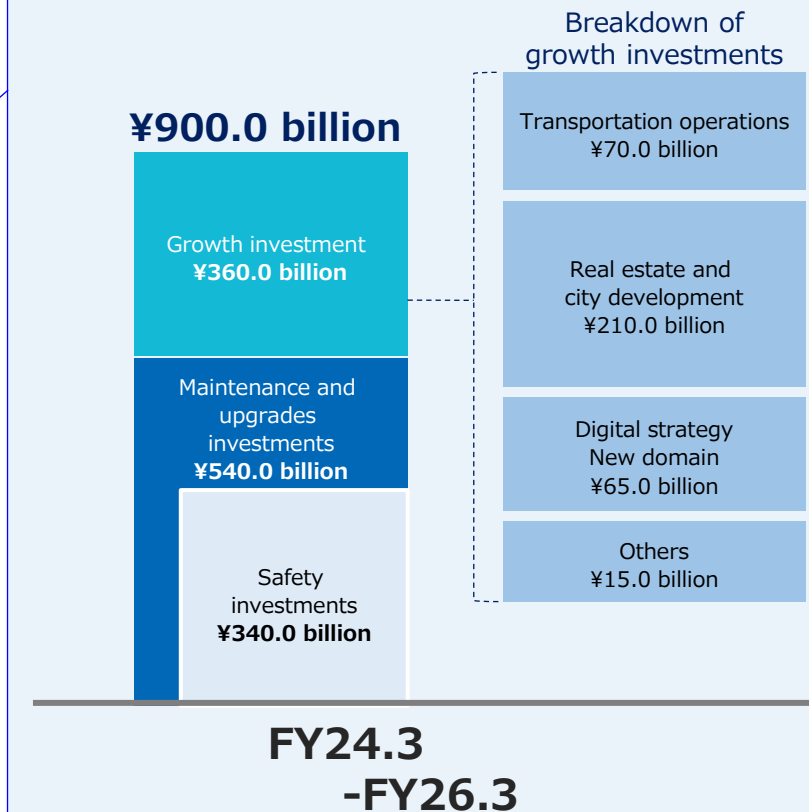 Breakdown of
growth investments
¥900.0 billion
Growth investment
¥360.0 billion
Maintenance and
upgrades
investments
¥540.0 billion
Safety
investments
¥340.0 billion
Transportation operations
¥70.0 billion
Real estate and
city development
¥210.0 billion
Digital strategy
New domain
¥65.0 billion
Others
¥15.0 billion
FY24.3
-FY26.3